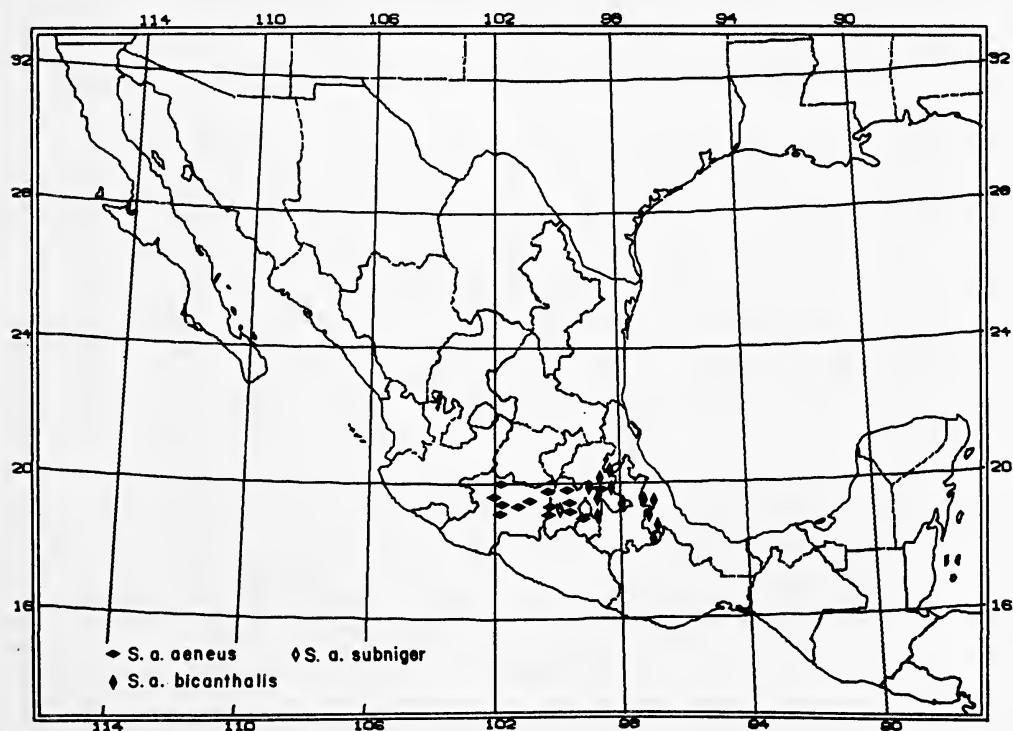 114 110 106 102 98 94 90
32 32
28 28
24 24
20 20
16 16
S. a. aeneus S. a. subniger
S. a. bicanthalis
114 110 106 102 98 94 90